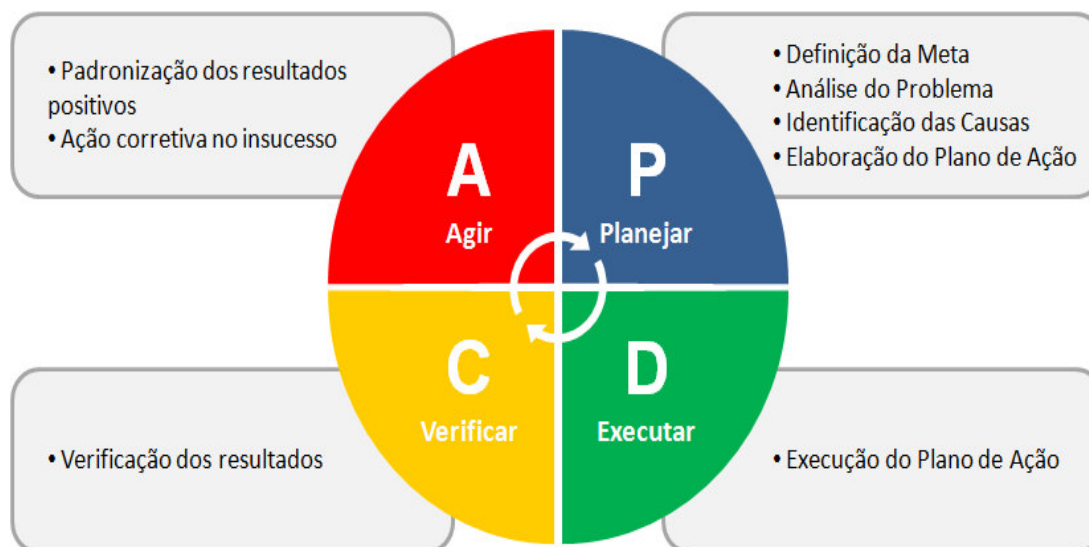 • Padronização dos resultados
positivos
• Ação corretiva no insucesso
A
Agir
P
Planejar
• Definição da Meta
• Análise do Problema
• Identificação das Causas
• Elaboração do Plano de Ação
• Verificação dos resultados
C
Verificar
D
Executar
• Execução do Plano de Ação